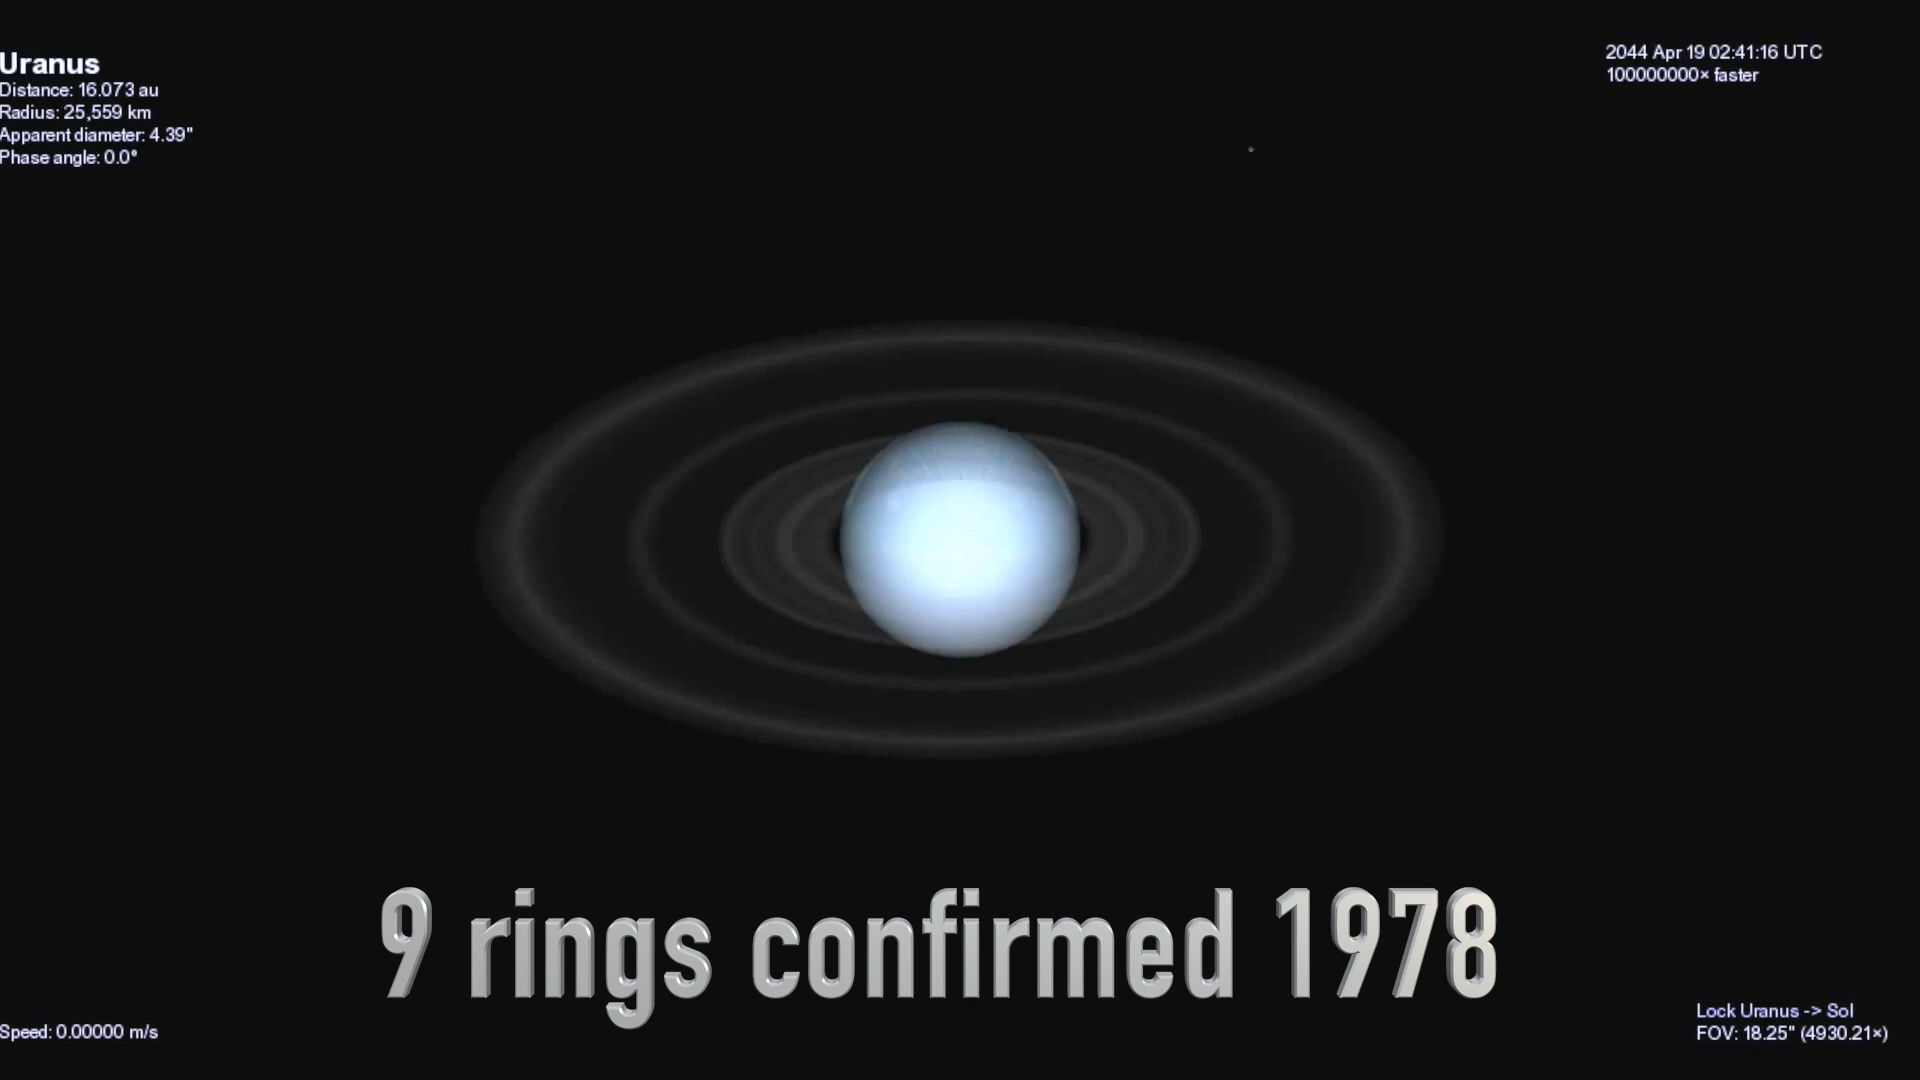 Uranus
Distance: 16.073 au
Radius: 25,559 km
Apparent diameter: 4.39"
Phase angle: 0.0°
2044 Apr 19 02:41:16 UTC
100000000× faster
9 rings confirmed 1978
Speed: 0.00000 m/s
Lock Uranus -> Sol
FOV: 18.25" (4930.21×)